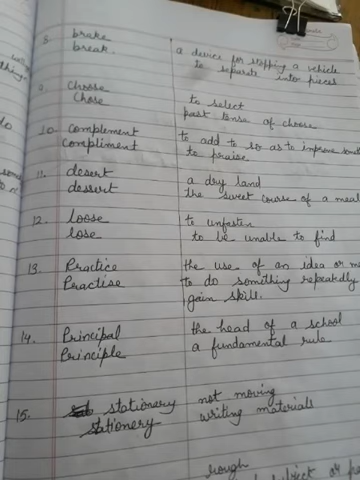 8. brake
break.
a device for stopping a vehicle
to separate into pieces
9. Choose
Chose
to select
past tense of choose
10. complement
Compliment
to add to so as to improve
to praise
11. desert
dessert
a dry land
the sweet course of a meal
12. loose
lose
to unfasten
to be unable to find
13. Practice
Practise
the use of an idea or
to do something repeatedly
gain skill.
14. Principal
Principle
the head of a school
a fundamental rule
15. stationary
stationery
not moving
writing materials
rough